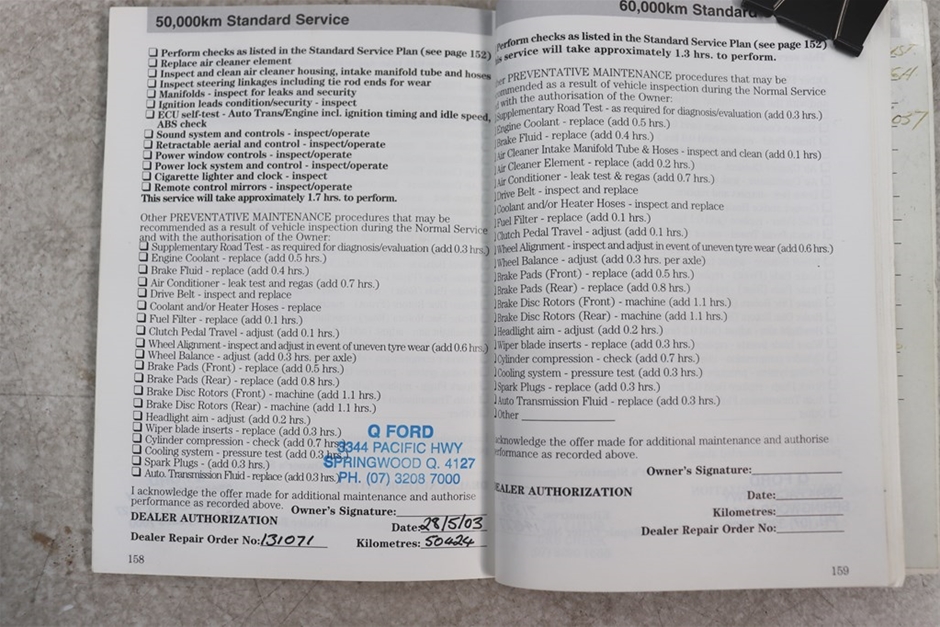 50,000km Standard Service
❏ Perform checks as listed in the Standard Service Plan (see page 152)
❏ Replace air cleaner element
❏ Inspect and clean air cleaner housing, intake manifold tube and hoses
❏ Inspect steering linkages including tie rod ends for wear
❏ Manifolds - inspect for leaks and security
❏ Ignition leads condition/security - inspect
❏ ECU self-test - Auto Trans/Engine incl. ignition timing and idle speed,
ABS check
❏ Sound system and controls - inspect/operate
❏ Retractable aerial and control - inspect/operate
❏ Power window controls - inspect/operate
❏ Power lock system and control - inspect/operate
❏ Cigarette lighter and clock - inspect
❏ Remote control mirrors - inspect/operate
This service will take approximately 1.7 hrs. to perform.
Other PREVENTATIVE MAINTENANCE procedures that may be
recommended as a result of vehicle inspection during the Normal Service
and with the authorisation of the Owner:
❏ Supplementary Road Test - as required for diagnosis/evaluation (add 0.3 hrs.)
❏ Engine Coolant - replace (add 0.5 hrs.)
❏ Brake Fluid - replace (add 0.4 hrs.)
❏ Air Conditioner - leak test and regas (add 0.7 hrs.)
❏ Drive Belt - inspect and replace
❏ Coolant and/or Heater Hoses - replace
❏ Fuel Filter - replace (add 0.1 hrs.)
❏ Clutch Pedal Travel - adjust (add 0.1 hrs.)
❏ Wheel Alignment - inspect and adjust in event of uneven tyre wear (add 0.6 hrs.)
❏ Wheel Balance - adjust (add 0.3 hrs. per axle)
❏ Brake Pads (Front) - replace (add 0.5 hrs.)
❏ Brake Pads (Rear) - replace (add 0.8 hrs.)
❏ Brake Disc Rotors (Front) - machine (add 1.1 hrs.)
❏ Brake Disc Rotors (Rear) - machine (add 1.1 hrs.)
❏ Headlight aim - adjust (add 0.2 hrs.)
❏ Wiper blade inserts - replace (add 0.3 hrs.)
❏ Cylinder compression - check (add 0.7 hrs.)
❏ Cooling system - pressure test (add 0.3 hrs.)
❏ Spark Plugs - (add 0.3 hrs.)
❏ Auto. Transmission Fluid - replace (add 0.3 hrs.)
Q FORD
3344 PACIFIC HWY
SPRINGWOOD Q. 4127
PH. (07) 3208 7000
I acknowledge the offer made for additional maintenance and authorise
performance as recorded above. Owner's Signature:
DEALER AUTHORIZATION Date: 28/5/03
Dealer Repair Order No: 131071 Kilometres: 50424
158
60,000km Standard
Perform checks as listed in the Standard Service Plan (see page 152)
service will take approximately 1.3 hrs. to perform.
PREVENTATIVE MAINTENANCE procedures that may be
ommended as a result of vehicle inspection during the Normal Service
with the authorisation of the Owner:
Supplementary Road Test - as required for diagnosis/evaluation (add 0.3 hrs.)
Engine Coolant - replace (add 0.5 hrs.)
Brake Fluid - replace (add 0.4 hrs.)
Air Cleaner Intake Manifold Tube & Hoses - inspect and clean (add 0.1 hrs)
Air Cleaner Element - replace (add 0.2 hrs.)
Air Conditioner - leak test & regas (add 0.7 hrs.)
Drive Belt - inspect and replace
Coolant and/or Heater Hoses - inspect and replace
Fuel Filter - replace (add 0.1 hrs.)
Clutch Pedal Travel - adjust (add 0.1 hrs.)
Wheel Alignment - inspect and adjust in event of uneven tyre wear (add 0.6 hrs.)
Wheel Balance - adjust (add 0.3 hrs. per axle)
Brake Pads (Front) - replace (add 0.5 hrs.)
Brake Pads (Rear) - replace (add 0.8 hrs.)
Brake Disc Rotors (Front) - machine (add 1.1 hrs.)
Brake Disc Rotors (Rear) - machine (add 1.1 hrs.)
Headlight aim - adjust (add 0.2 hrs.)
Wiper blade inserts - replace (add 0.3 hrs.)
Cylinder compression - check (add 0.7 hrs.)
Cooling system - pressure test (add 0.3 hrs.)
Spark Plugs - replace (add 0.3 hrs.)
Auto Transmission Fluid - replace (add 0.3 hrs.)
Other
cknowledge the offer made for additional maintenance and authorise
rformance as recorded above.
Owner's Signature:
EALER AUTHORIZATION
Date:
Kilometres:
Dealer Repair Order No:
159